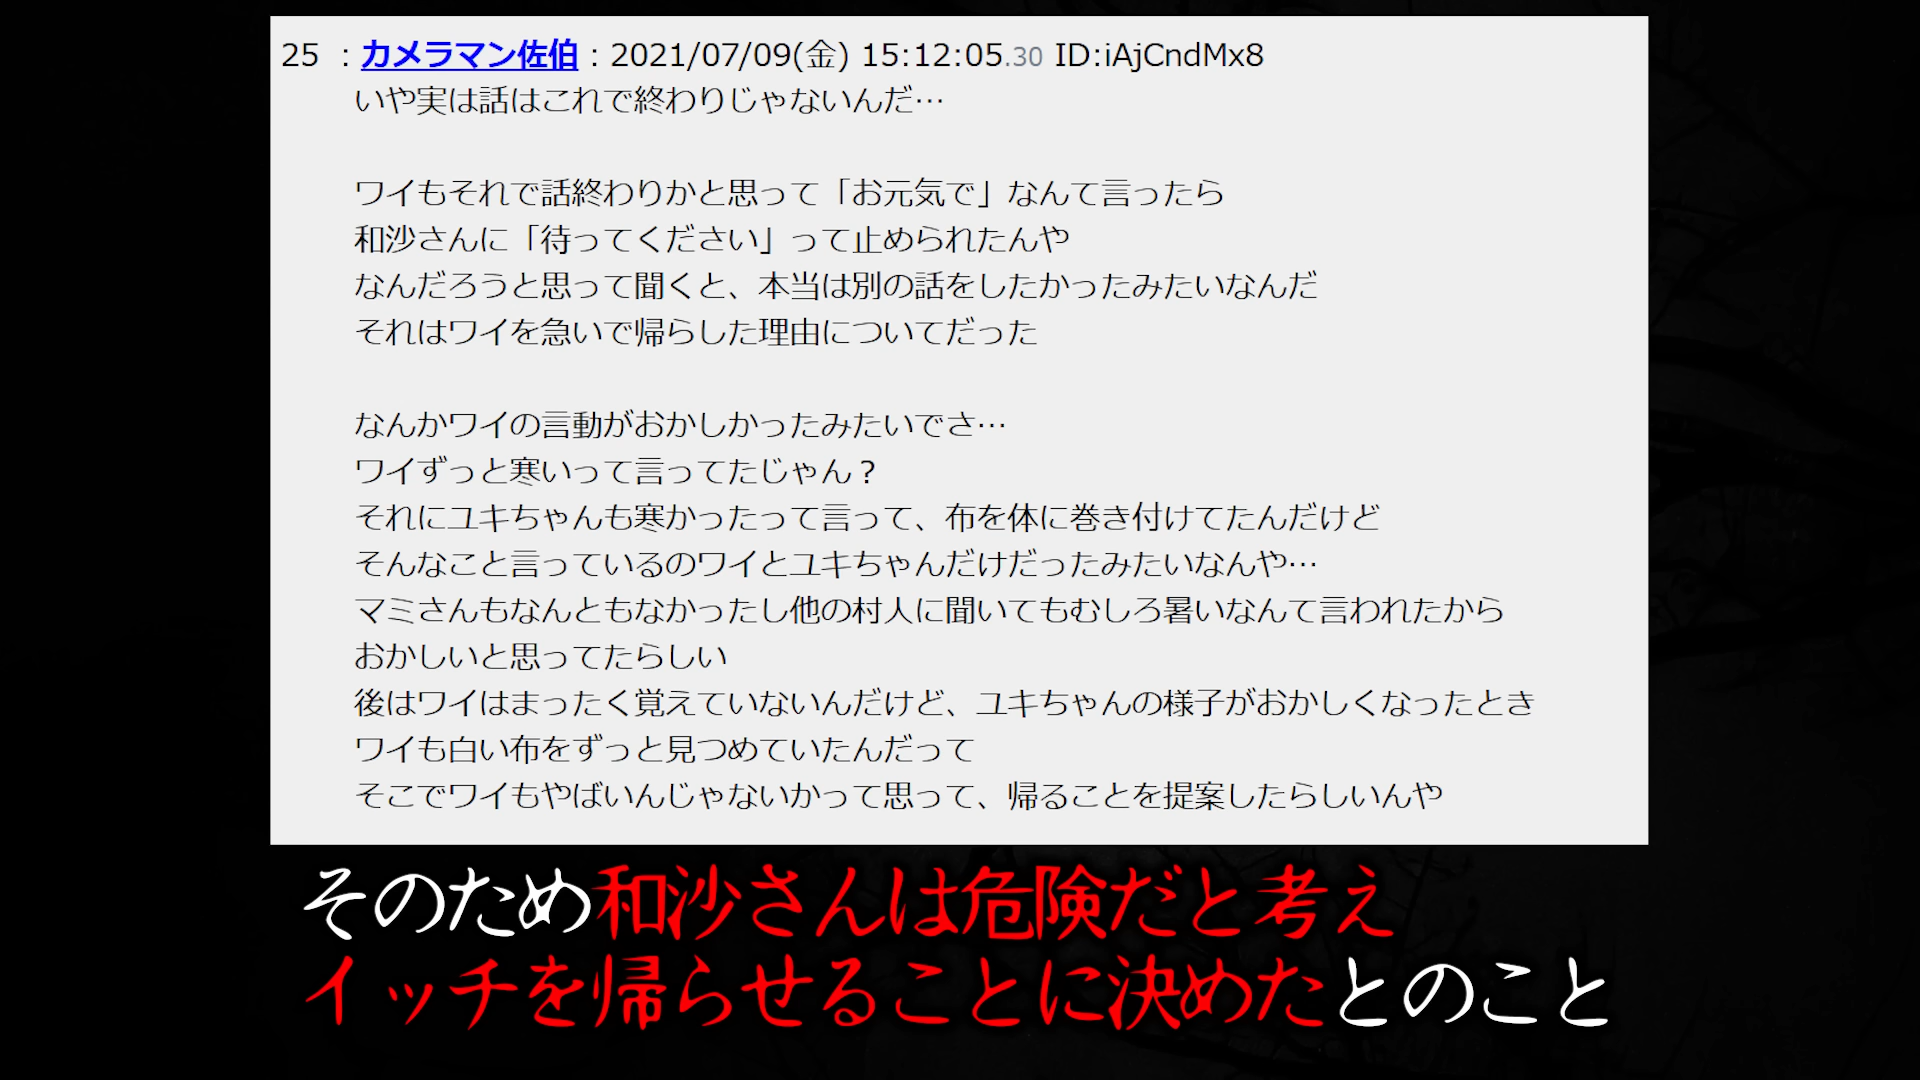 25 ：カメラマン佐伯：2021/07/09(金) 15:12:05.30 ID:iAjCndMx8
いや実は話はこれで終わりじゃないんだ…
ワイもそれで話終わりかと思って「お元気で」なんて言ったら
和沙さんに「待ってください」って止められたんや
なんだろうと思って聞くと、本当は別の話をしたかったみたいなんだ
それはワイを急いで帰らした理由についてだった
なんかワイの言動がおかしかったみたいでさ…
ワイずっと寒いって言ってたじゃん？
それにユキちゃんも寒かったって言って、布を体に巻き付けてたんだけど
そんなこと言っているのワイとユキちゃんだけだったみたいなんや…
マミさんもなんともなかったし他の村人に聞いてもむしろ暑いなんて言われたから
おかしいと思ってたらしい
後はワイはまったく覚えていないんだけど、ユキちゃんの様子がおかしくなったとき
ワイも白い布をずっと見つめていたんだって
そこでワイもやばいんじゃないかって思って、帰ることを提案したらしいんや
そのため和沙さんは危険だと考え
イッチを帰らせることに決めたとのこと